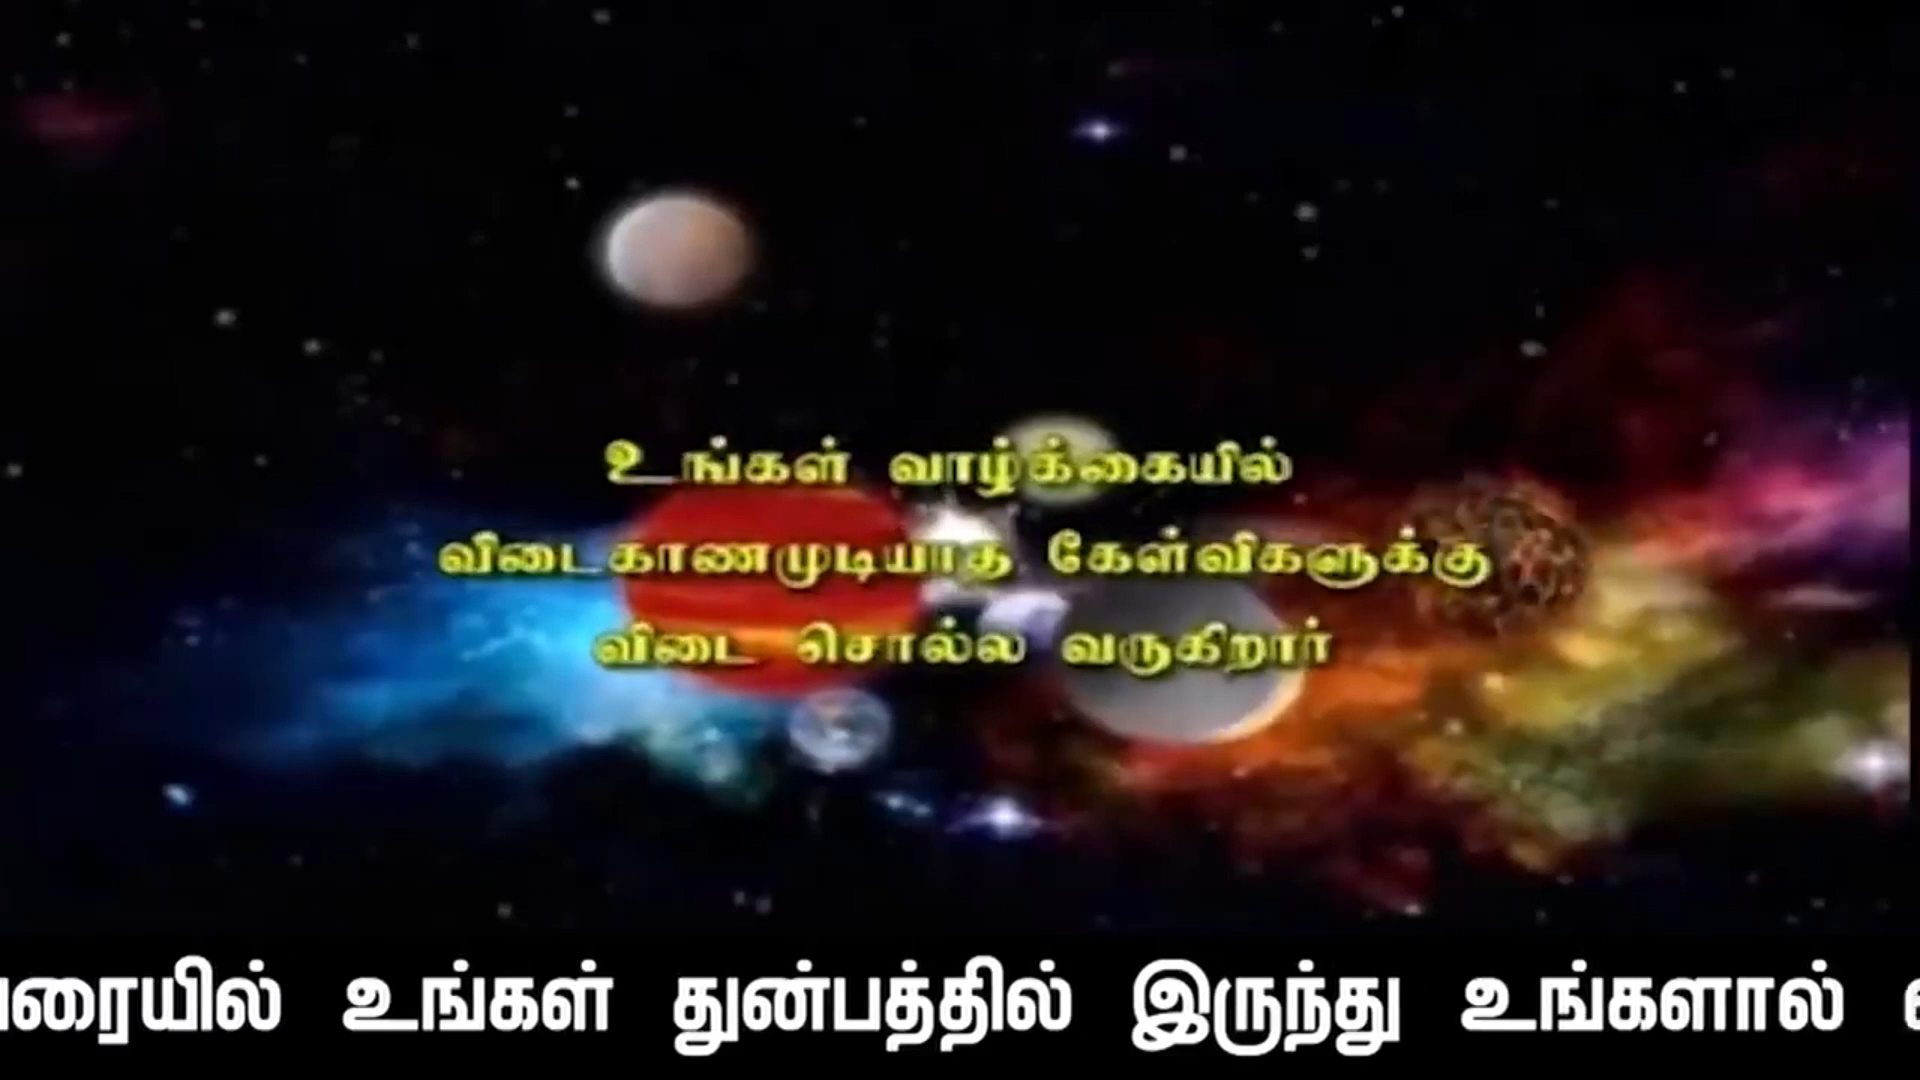 உங்கள் வாழ்க்கையில்
விடைகாணமுடியாத கேள்விகளுக்கு
விடை சொல்ல வருகிறார்
உங்கள் துன்பத்தில் இருந்து உங்களால்